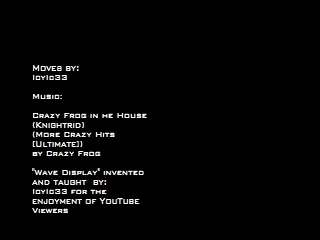 Moves by:
Icyic33
Music:
Crazy Frog in he House
(Knightrid)
(More Crazy Hits
[Ultimate])
by Crazy Frog
"Wave Display" invented
and taught  by:
Icyic33 for the
enjoyment of YouTube
Viewers